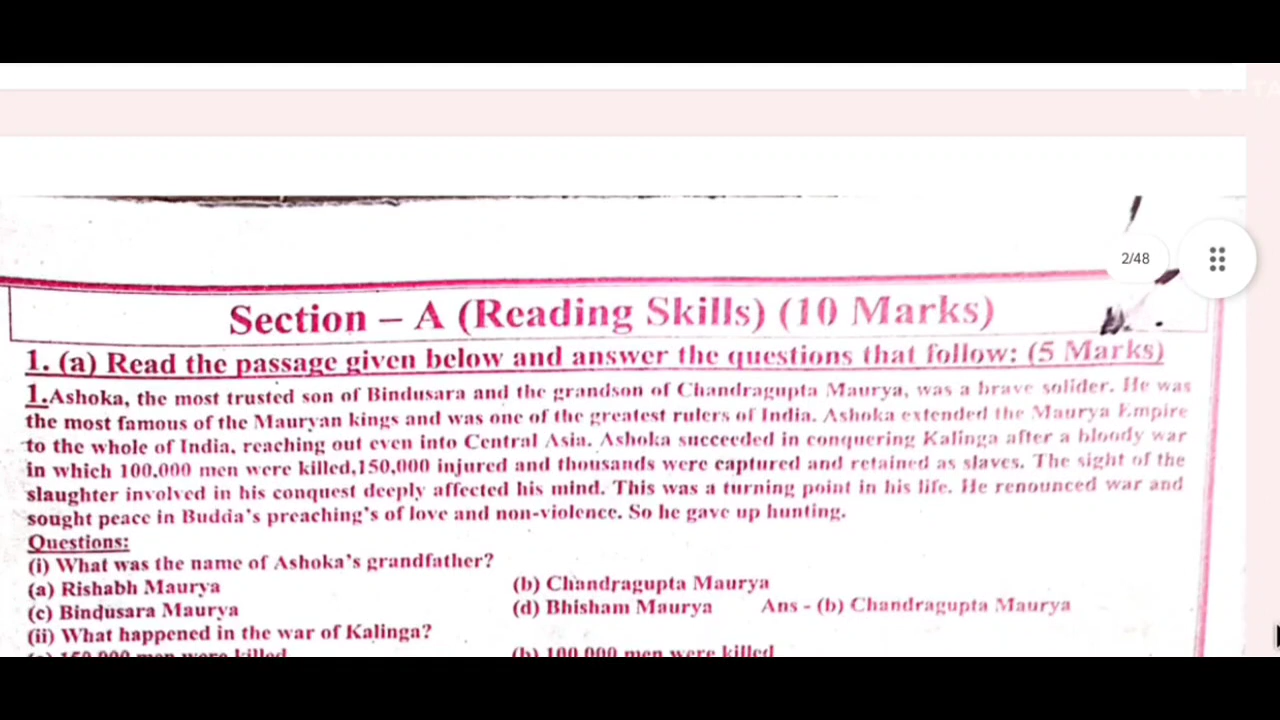 2/48
Section – A (Reading Skills) (10 Marks)
1. (a) Read the passage given below and answer the questions that follow: (5 Marks)
1.Ashoka, the most trusted son of Bindusara and the grandson of Chandragupta Maurya, was a brave solider. He was
the most famous of the Mauryan kings and was one of the greatest rulers of India. Ashoka extended the Maurya Empire
to the whole of India, reaching out even into Central Asia. Ashoka succeeded in conquering Kalinga after a bloody war
in which 100,000 men were killed,150,000 injured and thousands were captured and retained as slaves. The sight of the
slaughter involved in his conquest deeply affected his mind. This was a turning point in his life. He renounced war and
sought peace in Budda's preaching's of love and non-violence. So he gave up hunting.
Questions:
(i) What was the name of Ashoka's grandfather?
(a) Rishabh Maurya (b) Chandragupta Maurya
(c) Bindusara Maurya (d) Bhisham Maurya Ans - (b) Chandragupta Maurya
(ii) What happened in the war of Kalinga?
(a) 150,000 men were killed (b) 100,000 men were killed